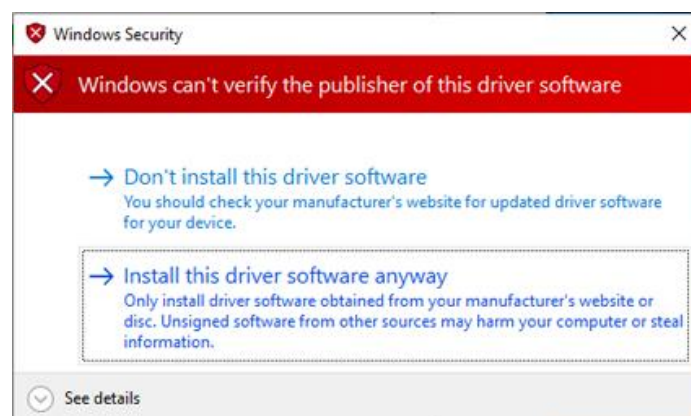 Windows Security
Windows can't verify the publisher of this driver software
Don't install this driver software
You should check your manufacturer's website for updated driver software
for your device.
Install this driver software anyway
Only install driver software obtained from your manufacturer's website or
disc. Unsigned software from other sources may harm your computer or steal
information.
See details